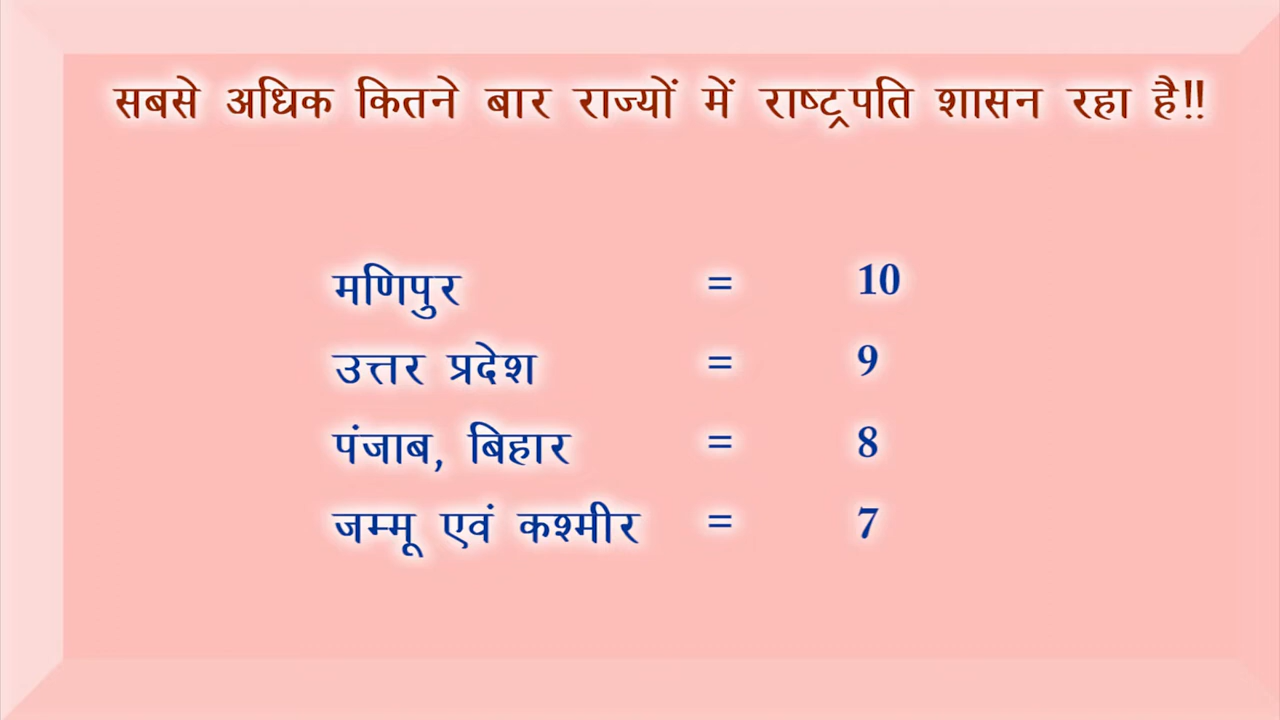 सबसे अधिक कितने बार राज्यों में राष्ट्रपति शासन रहा है!!
मणिपुर = 10
उत्तर प्रदेश = 9
पंजाब, बिहार = 8
जम्मू एवं कश्मीर = 7